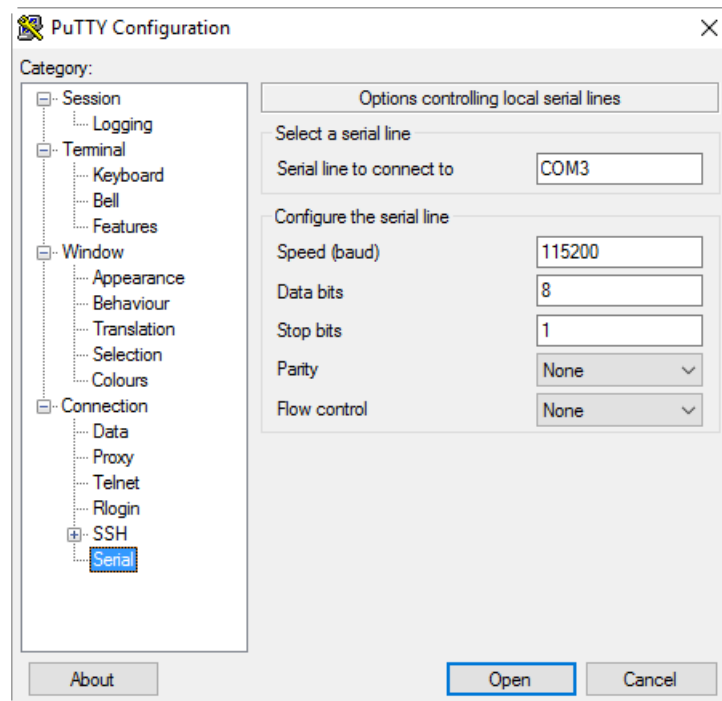 PuTTY Configuration
Category:
Session
Logging
Terminal
Keyboard
Bell
Features
Window
Appearance
Behaviour
Translation
Selection
Colours
Connection
Data
Proxy
Telnet
Rlogin
SSH
Serial
Options controlling local serial lines
Select a serial line
Serial line to connect to COM3
Configure the serial line
Speed (baud) 115200
Data bits 8
Stop bits 1
Parity None
Flow control None
About Open Cancel